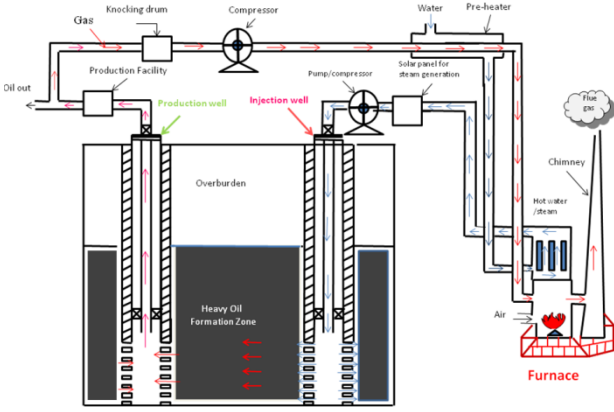 Knocking drum
Compressor
Water
Pre-heater
Gas
Solar panel for
steam generation
Production Facility
Pump/compressor
Oil out
Production well
Injection well
Flue
gas
Chimney
Overburden
Hot water
/steam
Heavy Oil
Formation Zone
Air
Furnace